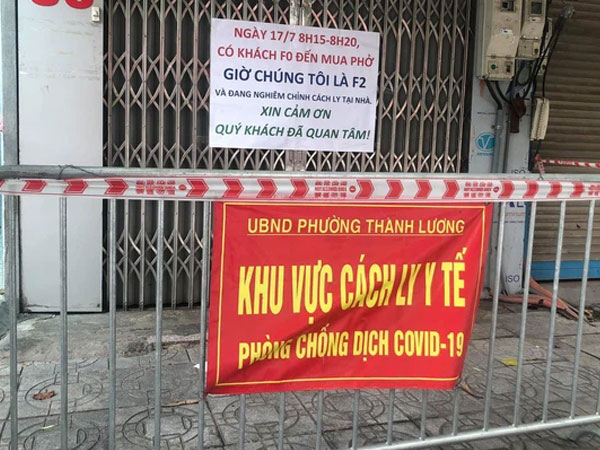 NGÀY 17/7 8H15-8H20,
CÓ KHÁCH F0 ĐẾN MUA PHỞ
GIỜ CHÚNG TÔI LÀ F2
VÀ ĐANG NGHIÊM CHỈNH CÁCH LY TẠI NHÀ.
XIN CẢM ƠN
QUÝ KHÁCH ĐÃ QUAN TÂM!
UBND PHƯỜNG THANH LƯƠNG
KHU VỰC CÁCH LY Y TẾ
PHÒNG CHỐNG DỊCH COVID-19